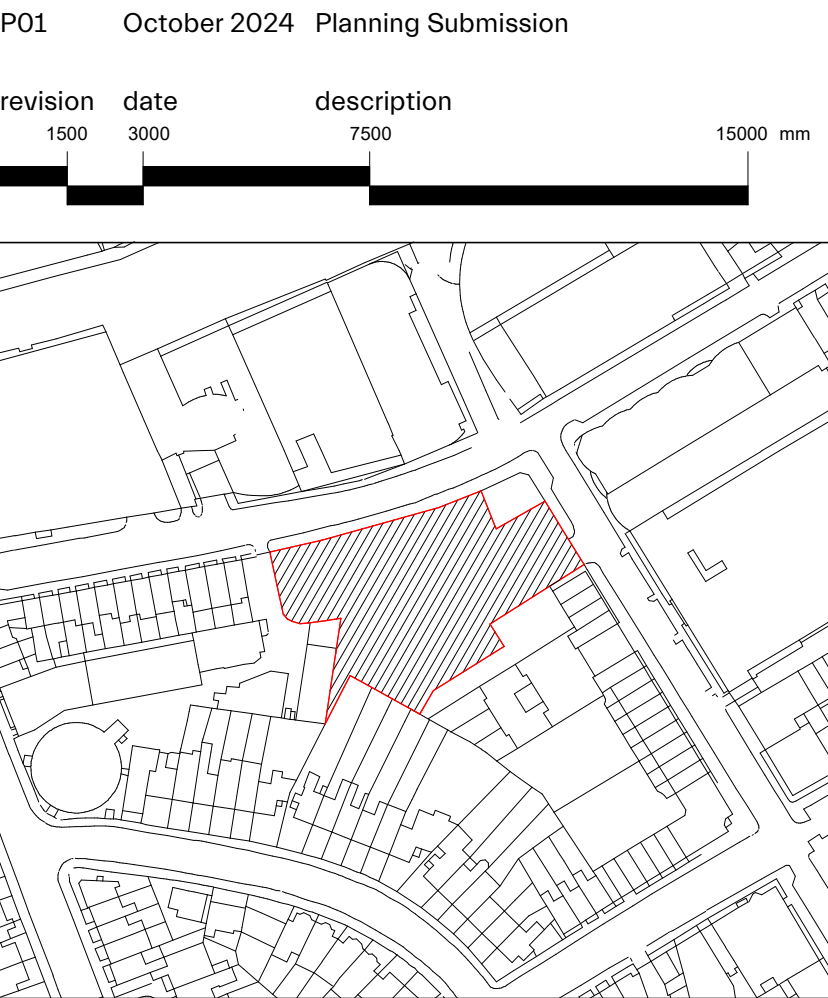 P01 October 2024 Planning Submission
revision date description
1500 3000 7500 15000 mm